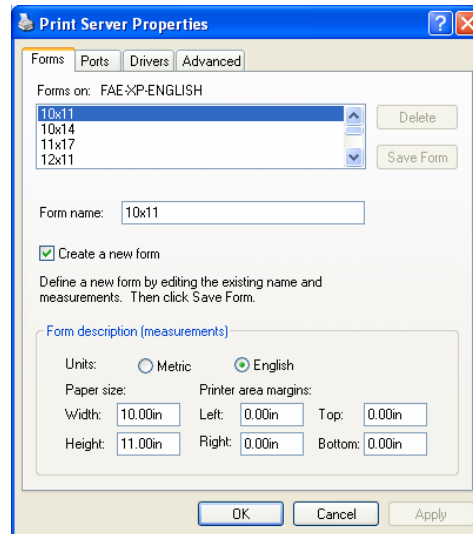 Print Server Properties
Forms Ports Drivers Advanced
Forms on: FAE-XP-ENGLISH
10x11
10x14
11x17
12x11
Delete
Save Form
Form name: 10x11
Create a new form
Define a new form by editing the existing name and
measurements. Then click Save Form.
Form description (measurements)
Units: Metric English
Paper size: Printer area margins:
Width: 10.00in Left: 0.00in Top: 0.00in
Height: 11.00in Right: 0.00in Bottom: 0.00in
OK Cancel Apply